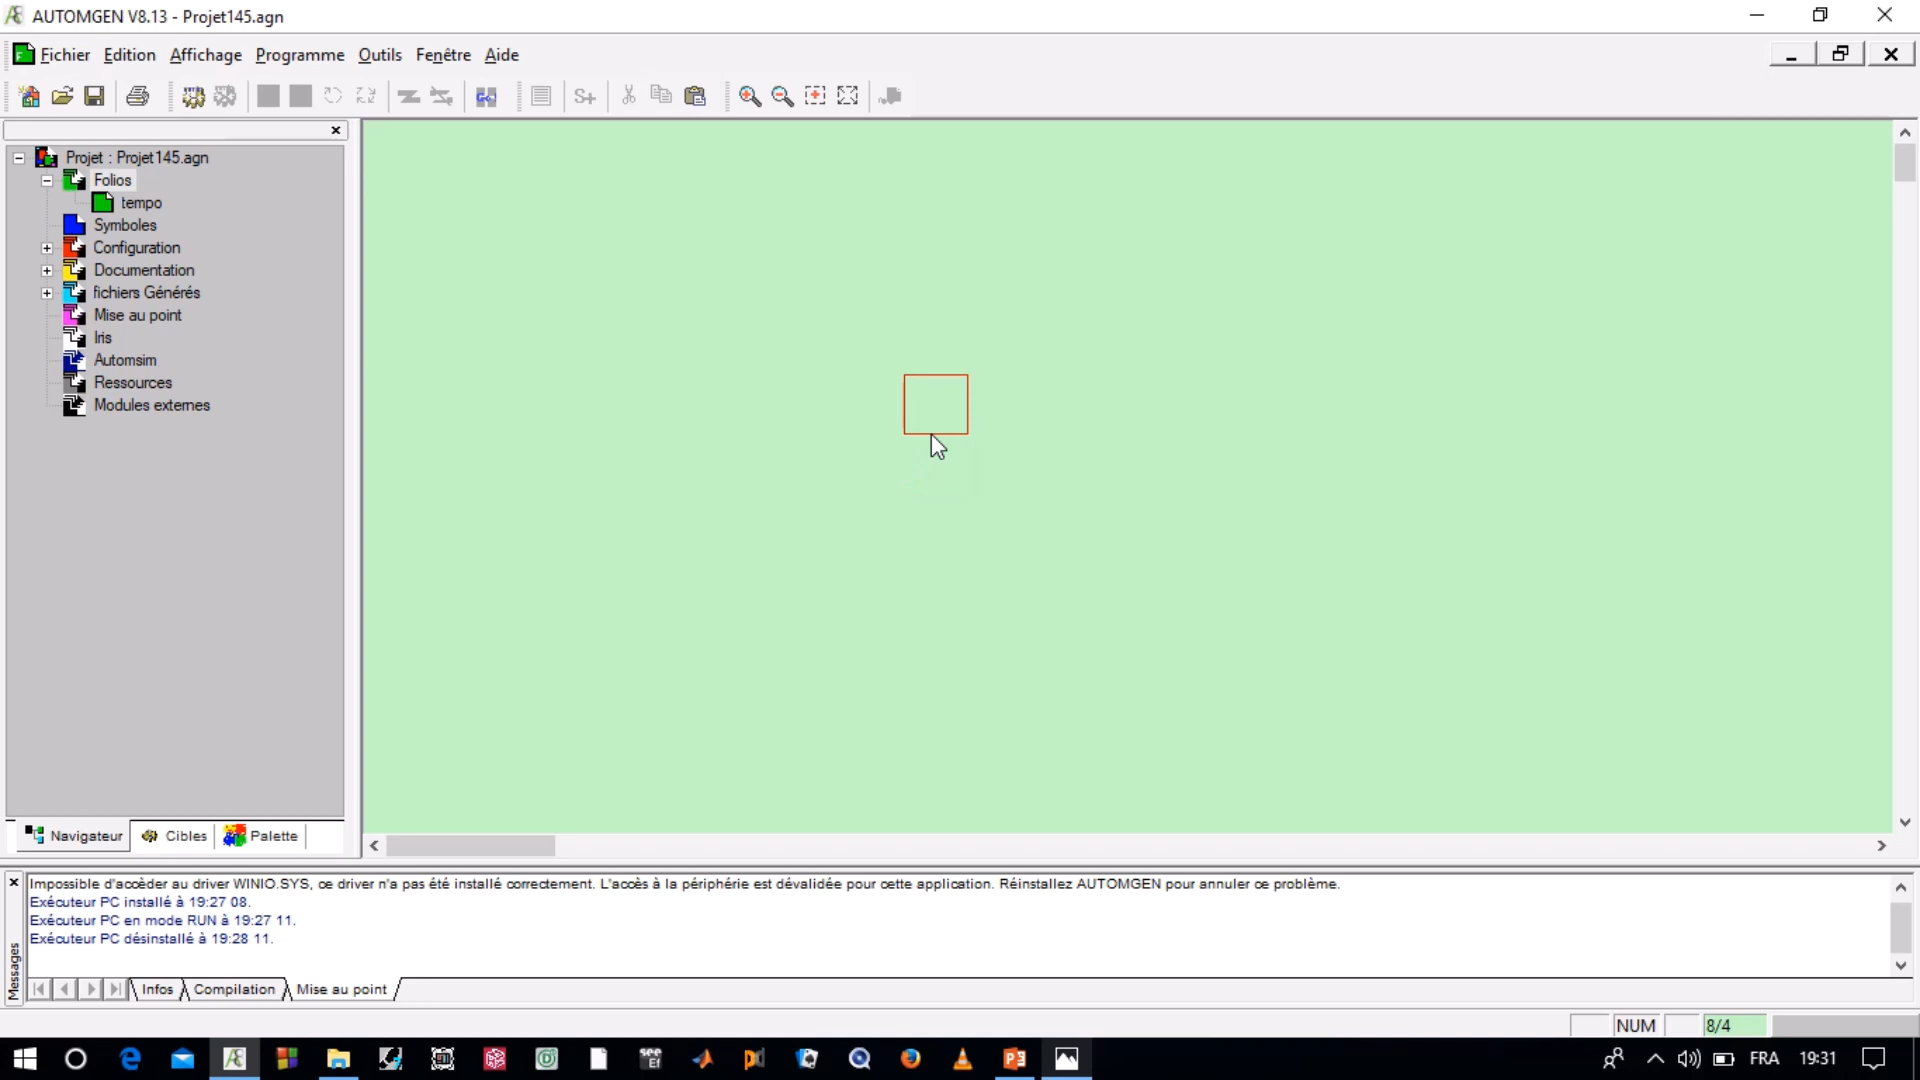 AUTOMGEN V8.13 - Projet145.agn
Fichier Edition Affichage Programme Outils Fenêtre Aide
S+
Projet : Projet145.agn
Folios
tempo
Symboles
Configuration
Documentation
fichiers Générés
Mise au point
Iris
Automsim
Ressources
Modules externes
Navigateur Cibles Palette
Impossible d'accèder au driver WINIO.SYS, ce driver n'a pas été installé correctement. L'accès à la périphérie est dévalidée pour cette application. Réinstallez AUTOMGEN pour annuler ce problème.
Exécuteur PC installé à 19:27 08.
Exécuteur PC en mode RUN à 19:27 11.
Exécuteur PC désinstallé à 19:28 11.
Messages
Infos Compilation Mise au point
NUM 8/4
FRA 19:31